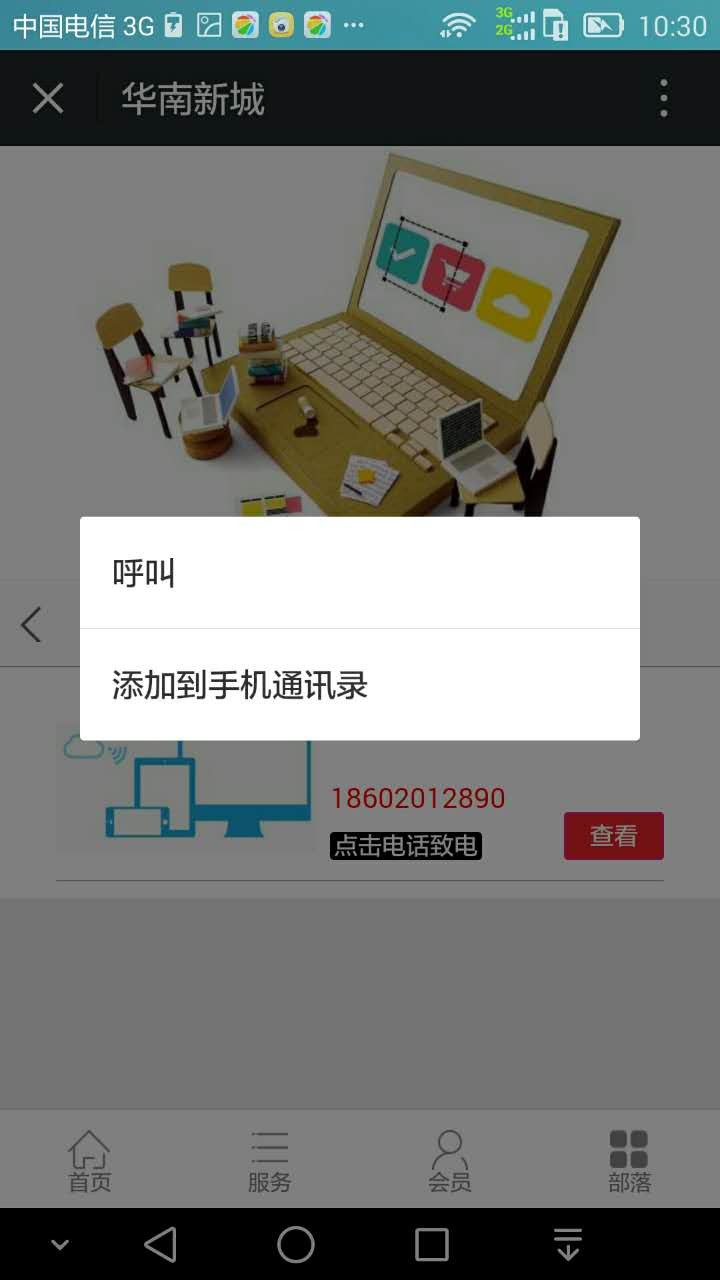 中国电信 3G
3G
2G
10:30
华南新城
呼叫
添加到手机通讯录
18602012890
点击电话致电
查看
首页
服务
会员
部落